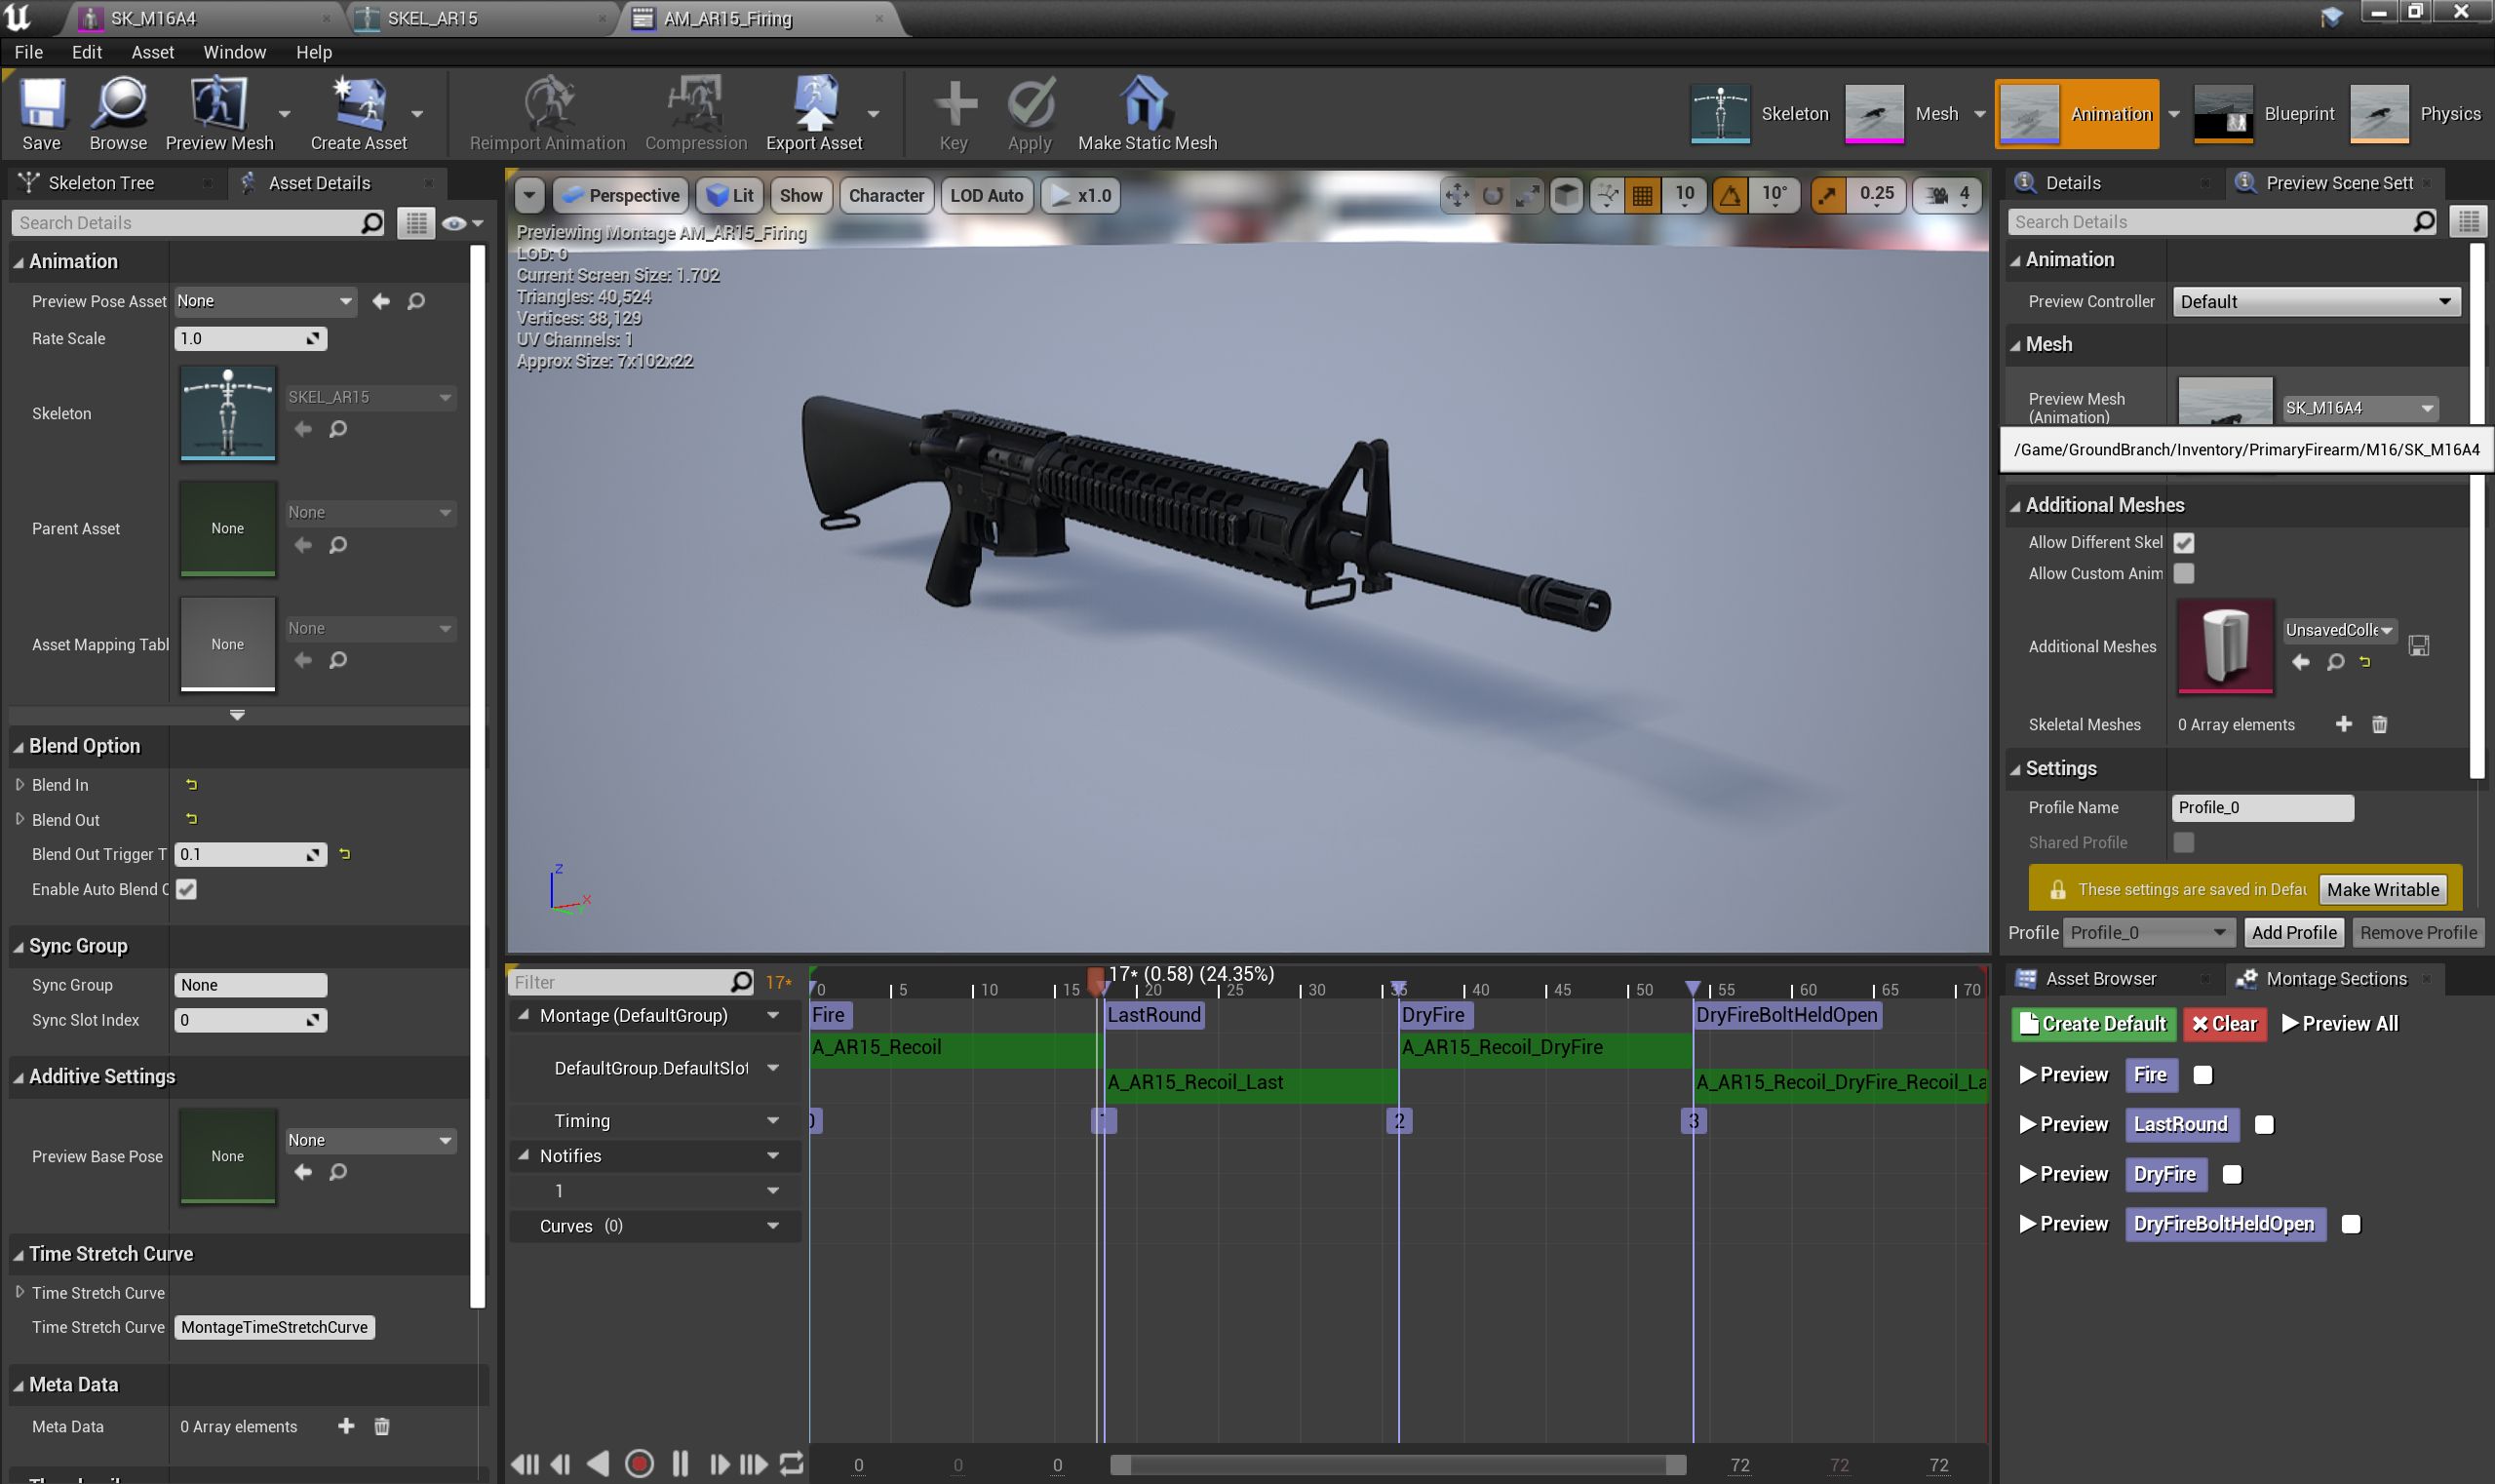 SK_M16A4
SKEL_AR15
AM_AR15_Firing
File Edit Asset Window Help
Save
Browse
Preview Mesh
Create Asset
Reimport Animation
Compression
Export Asset
Key
Apply
Make Static Mesh
Skeleton
Mesh
Animation
Blueprint
Physics
Skeleton Tree
Asset Details
Search Details
Animation
Preview Pose Asset None
Rate Scale 1.0
Skeleton SKEL_AR15
Parent Asset None None
Asset Mapping Tabl None None
Blend Option
Blend In
Blend Out
Blend Out Trigger T 0.1
Enable Auto Blend O
Sync Group
Sync Group None
Sync Slot Index 0
Additive Settings
Preview Base Pose None None
Time Stretch Curve
Time Stretch Curve
Time Stretch Curve MontageTimeStretchCurve
Meta Data
Meta Data 0 Array elements
Perspective Lit Show Character LOD Auto x1.0
10 10° 0.25 4
Previewing Montage AM_AR15_Firing
LOD: 0
Current Screen Size: 1.702
Triangles: 40,524
Vertices: 38,129
UV Channels: 1
Approx Size: 7x102x22
Z
X
Filter 17*
17* (0.58) (24.35%)
0 5 10 15 20 25 30 35 40 45 50 55 60 65 70
Montage (DefaultGroup)
Fire LastRound DryFire DryFireBoltHeldOpen
DefaultGroup.DefaultSlot
A_AR15_Recoil A_AR15_Recoil_DryFire
A_AR15_Recoil_Last A_AR15_Recoil_DryFire_Recoil_La
Timing
0 1 2 3
Notifies
1
Curves (0)
0 0 0 72 72 72
Details
Preview Scene Sett
Search Details
Animation
Preview Controller Default
Mesh
Preview Mesh
(Animation)
SK_M16A4
/Game/GroundBranch/Inventory/PrimaryFirearm/M16/SK_M16A4
Additional Meshes
Allow Different Skel
Allow Custom Anim
Additional Meshes UnsavedColle
Skeletal Meshes 0 Array elements
Settings
Profile Name Profile_0
Shared Profile
These settings are saved in Defau Make Writable
Profile Profile_0 Add Profile Remove Profile
Asset Browser
Montage Sections
Create Default Clear Preview All
Preview Fire
Preview LastRound
Preview DryFire
Preview DryFireBoltHeldOpen